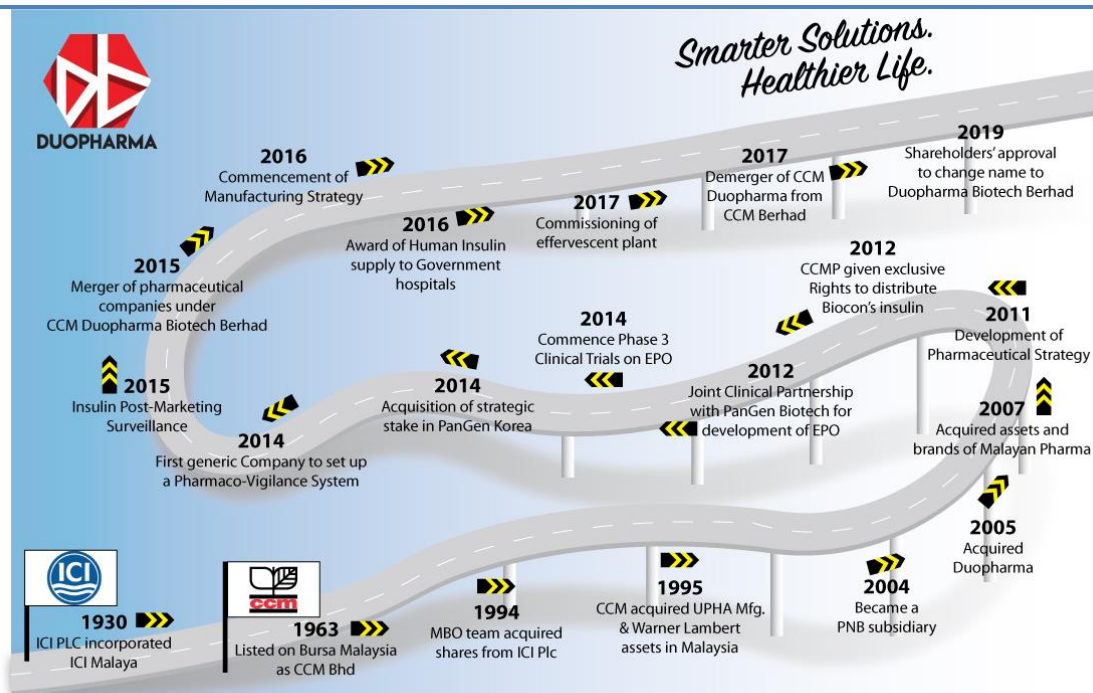 Smarter Solutions.
Healthier Life.
DUOPHARMA
2019
Shareholders' approval
to change name to
Duopharma Biotech Berhad
2017
Demerger of CCM
Duopharma from
CCM Berhad
2017
Commissioning of
effervescent plant
2016
Award of Human Insulin
supply to Government
hospitals
2016
Commencement of
Manufacturing Strategy
2015
Merger of pharmaceutical
companies under
CCM Duopharma Biotech Berhad
2015
Insulin Post-Marketing
Surveillance
2014
First generic Company to set up
a Pharmaco-Vigilance System
2014
Acquisition of strategic
stake in PanGen Korea
2014
Commence Phase 3
Clinical Trials on EPO
2012
Joint Clinical Partnership
with PanGen Biotech for
development of EPO
2012
CCMP given exclusive
Rights to distribute
Biocon's insulin
2011
Development of
Pharmaceutical Strategy
2007
Acquired assets and
brands of Malayan Pharma
2005
Acquired
Duopharma
2004
Became a
PNB subsidiary
1995
CCM acquired UPHA Mfg.
& Warner Lambert
assets in Malaysia
1994
MBO team acquired
shares from ICI Plc
ccm
1963
Listed on Bursa Malaysia
as CCM Bhd
ICI
1930
ICI PLC incorporated
ICI Malaya